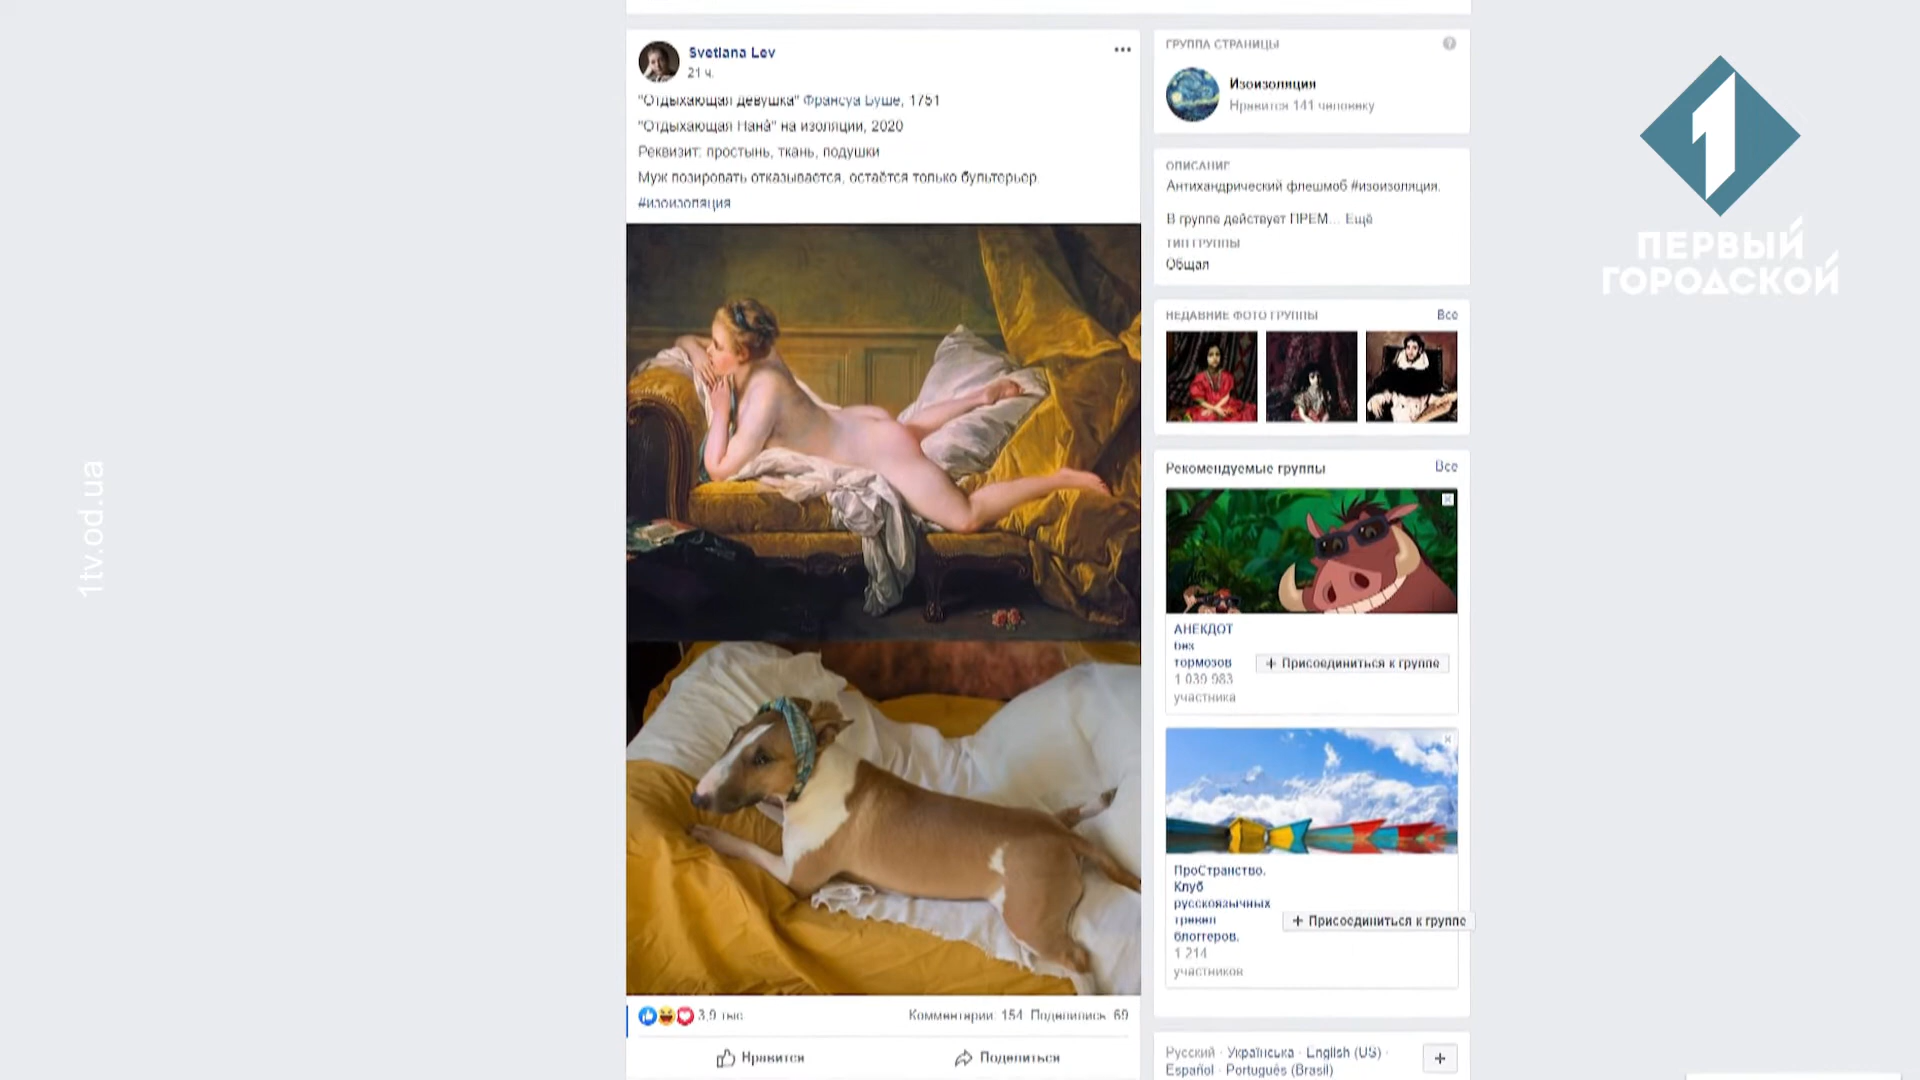 Svetlana Lev
21 ч.
"Отдыхающая девушка" Франсуа Буше, 1751
"Отдыхающая Нанá" на изоляции, 2020
Реквизит: простынь, ткань, подушки
Муж позировать отказывается, остаётся только бультерьер.
#изоизоляция
3,9 тыс.
Комментарии: 154 Поделились: 69
Нравится
Поделиться
ГРУППА СТРАНИЦЫ
Изоизоляция
Нравится 141 человеку
ОПИСАНИЕ
Антихандрический флешмоб #изоизоляция.
В группе действует ПРЕМ... Ещё
ТИП ГРУППЫ
Общая
НЕДАВНИЕ ФОТО ГРУППЫ
Все
Рекомендуемые группы
Все
АНЕКДОТ
без
тормозов
+ Присоединиться к группе
1 039 983
участника
ПроСтранство.
Клуб
русскоязычных
тревел
блоггеров.
+ Присоединиться к группе
1 214
участников
Русский · Українська · English (US) ·
Español · Português (Brasil)
+
1
ПЕРВЫЙ
ГОРОДСКОЙ
1tv.od.ua